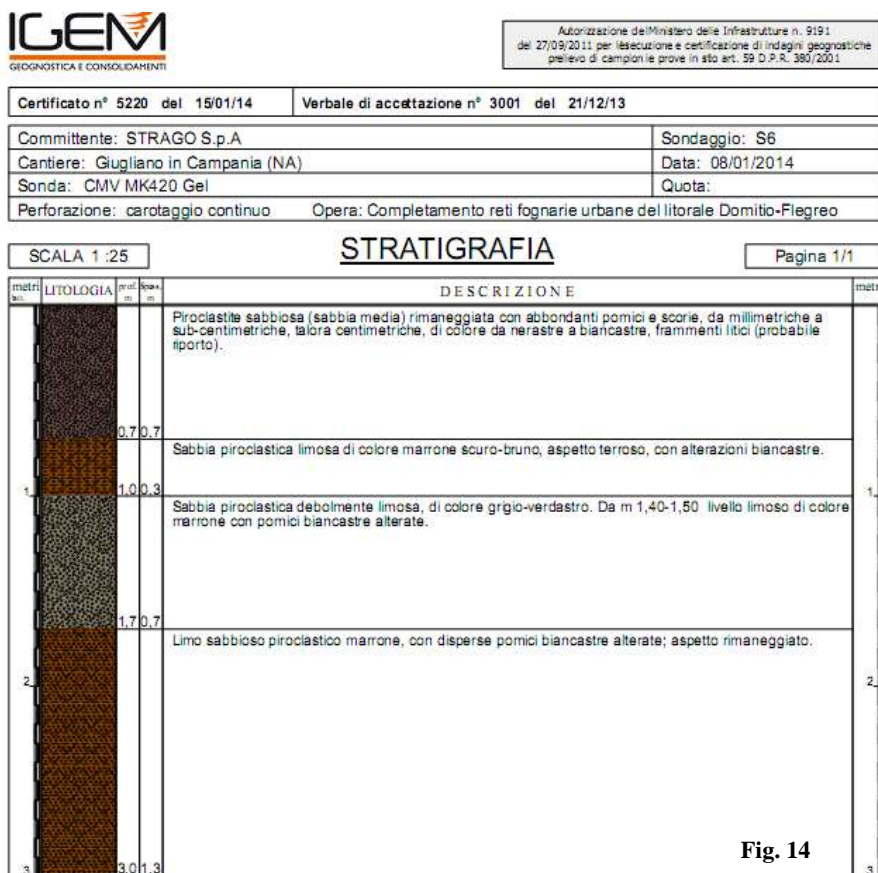 IGEM
GEOGNOSTICA E CONSOLIDAMENTI
Autorizzazione delMinistero delle Infrastrutture n. 9191
del 27/09/2011 per lesecuzione e certificazione di indagini geognostiche
prelievo di campioni e prove in sito art. 59 D.P.R. 380/2001
Certificato n° 5220 del 15/01/14 Verbale di accettazione n° 3001 del 21/12/13
Committente: STRAGO S.p.A Sondaggio: S6
Cantiere: Giugliano in Campania (NA) Data: 08/01/2014
Sonda: CMV MK420 Gel Quota:
Perforazione: carotaggio continuo Opera: Completamento reti fognarie urbane del litorale Domitio-Flegreo
SCALA 1 :25 STRATIGRAFIA Pagina 1/1
metri LITOLOGIA prof. m Spes. m DESCRIZIONE metri
Piroclastite sabbiosa (sabbia media) rimaneggiata con abbondanti pomici e scorie, da millimetriche a
sub-centimetriche, talora centimetriche, di colore da nerastre a biancastre, frammenti litici (probabile
riporto).
0,7 0,7
Sabbia piroclastica limosa di colore marrone scuro-bruno, aspetto terroso, con alterazioni biancastre.
1 1,0 0,3 1
Sabbia piroclastica debolmente limosa, di colore grigio-verdastro. Da m 1,40-1,50 livello limoso di colore
marrone con pomici biancastre alterate.
1,7 0,7
Limo sabbioso piroclastico marrone, con disperse pomici biancastre alterate; aspetto rimaneggiato.
2 2
Fig. 14
3 3,0 1,3 3